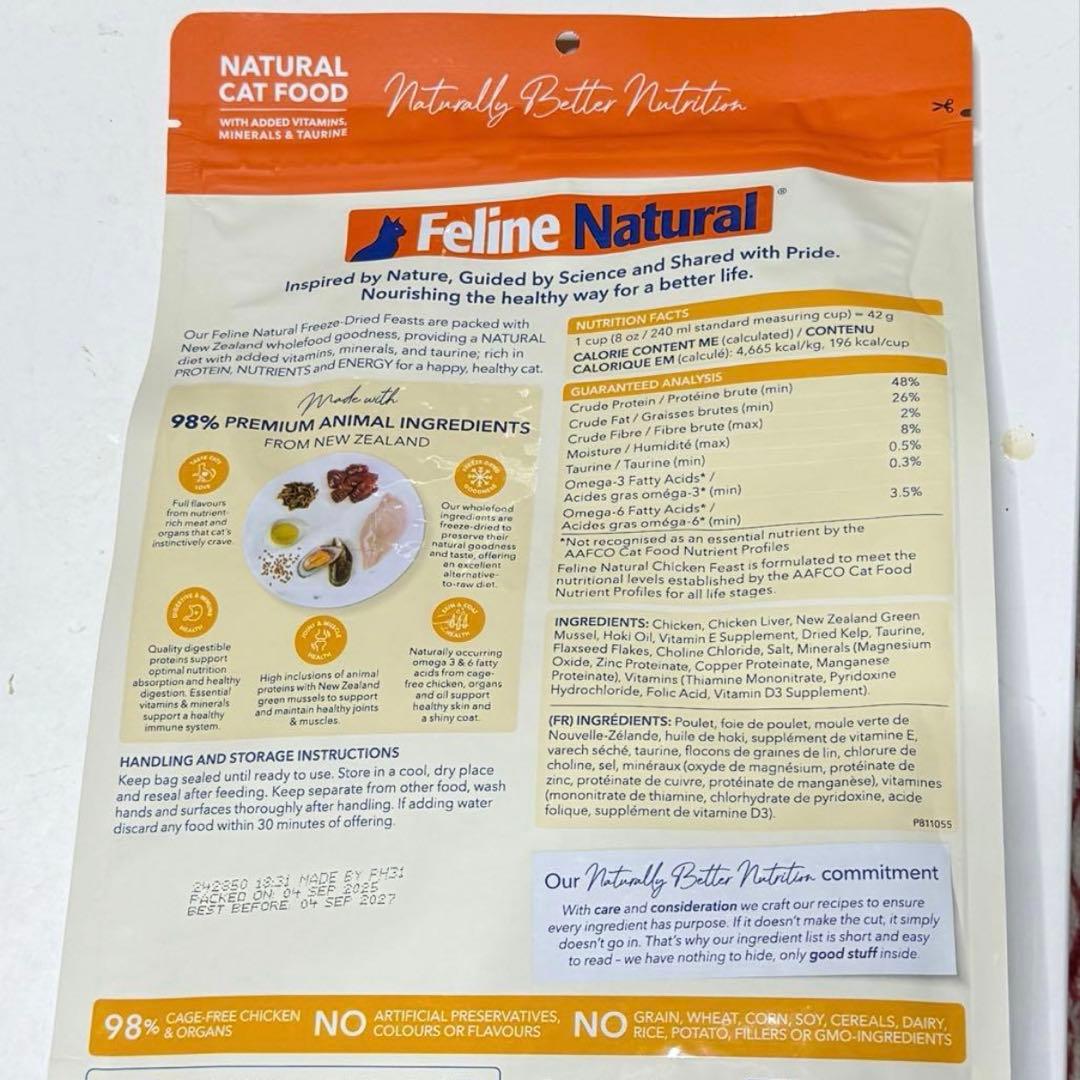 NATURAL
CAT FOOD
WITH ADDED VITAMINS,
MINERALS & TAURINE
Naturally Better Nutrition
Feline Natural®
Inspired by Nature, Guided by Science and Shared with Pride.
Nourishing the healthy way for a better life.
Our Feline Natural Freeze-Dried Feasts are packed with
New Zealand wholefood goodness, providing a NATURAL
diet with added vitamins, minerals, and taurine; rich in
PROTEIN, NUTRIENTS and ENERGY for a happy, healthy cat.
Made with
98% PREMIUM ANIMAL INGREDIENTS
FROM NEW ZEALAND
TASTE CATS
LOVE
Full flavours
from nutrient-
rich meat and
organs that cat's
instinctively crave.
FREEZE-DRIED
GOODNESS
Our wholefood
ingredients are
freeze-dried to
preserve their
natural goodness
and taste, offering
an excellent
alternative-
to-raw diet.
DIGESTIVE & IMMUNE
HEALTH
Quality digestible
proteins support
optimal nutrition
absorption and healthy
digestion. Essential
vitamins & minerals
support a healthy
immune system.
JOINT & MUSCLE
HEALTH
High inclusions of animal
proteins with New Zealand
green mussels to support
and maintain healthy joints
& muscles.
SKIN & COAT
HEALTH
Naturally occurring
omega 3 & 6 fatty
acids from cage-
free chicken, organs
and oil support
healthy skin and
a shiny coat.
HANDLING AND STORAGE INSTRUCTIONS
Keep bag sealed until ready to use. Store in a cool, dry place
and reseal after feeding. Keep separate from other food, wash
hands and surfaces thoroughly after handling. If adding water
discard any food within 30 minutes of offering.
242850 18:31 MADE BY FH31
PACKED ON: 04 SEP 2025
BEST BEFORE: 04 SEP 2027
NUTRITION FACTS
1 cup (8 oz / 240 ml standard measuring cup) = 42 g
CALORIE CONTENT ME (calculated) / CONTENU
CALORIQUE EM (calculé): 4,665 kcal/kg, 196 kcal/cup
GUARANTEED ANALYSIS
Crude Protein / Protéine brute (min) 48%
Crude Fat / Graisses brutes (min) 26%
Crude Fibre / Fibre brute (max) 2%
Moisture / Humidité (max) 8%
Taurine / Taurine (min) 0.5%
Omega-3 Fatty Acids* /
Acides gras oméga-3* (min) 0.3%
Omega-6 Fatty Acids* /
Acides gras oméga-6* (min) 3.5%
*Not recognised as an essential nutrient by the
AAFCO Cat Food Nutrient Profiles
Feline Natural Chicken Feast is formulated to meet the
nutritional levels established by the AAFCO Cat Food
Nutrient Profiles for all life stages.
INGREDIENTS: Chicken, Chicken Liver, New Zealand Green
Mussel, Hoki Oil, Vitamin E Supplement, Dried Kelp, Taurine,
Flaxseed Flakes, Choline Chloride, Salt, Minerals (Magnesium
Oxide, Zinc Proteinate, Copper Proteinate, Manganese
Proteinate), Vitamins (Thiamine Mononitrate, Pyridoxine
Hydrochloride, Folic Acid, Vitamin D3 Supplement).
(FR) INGRÉDIENTS: Poulet, foie de poulet, moule verte de
Nouvelle-Zélande, huile de hoki, supplément de vitamine E,
varech séché, taurine, flocons de graines de lin, chlorure de
choline, sel, minéraux (oxyde de magnésium, protéinate de
zinc, protéinate de cuivre, protéinate de manganèse), vitamines
(mononitrate de thiamine, chlorhydrate de pyridoxine, acide
folique, supplément de vitamine D3).
P811055
Our Naturally Better Nutrition commitment
With care and consideration we craft our recipes to ensure
every ingredient has purpose. If it doesn't make the cut, it simply
doesn't go in. That's why our ingredient list is short and easy
to read - we have nothing to hide, only good stuff inside.
98% CAGE-FREE CHICKEN
& ORGANS
NO ARTIFICIAL PRESERVATIVES,
COLOURS OR FLAVOURS
NO GRAIN, WHEAT, CORN, SOY, CEREALS, DAIRY,
RICE, POTATO, FILLERS OR GMO-INGREDIENTS